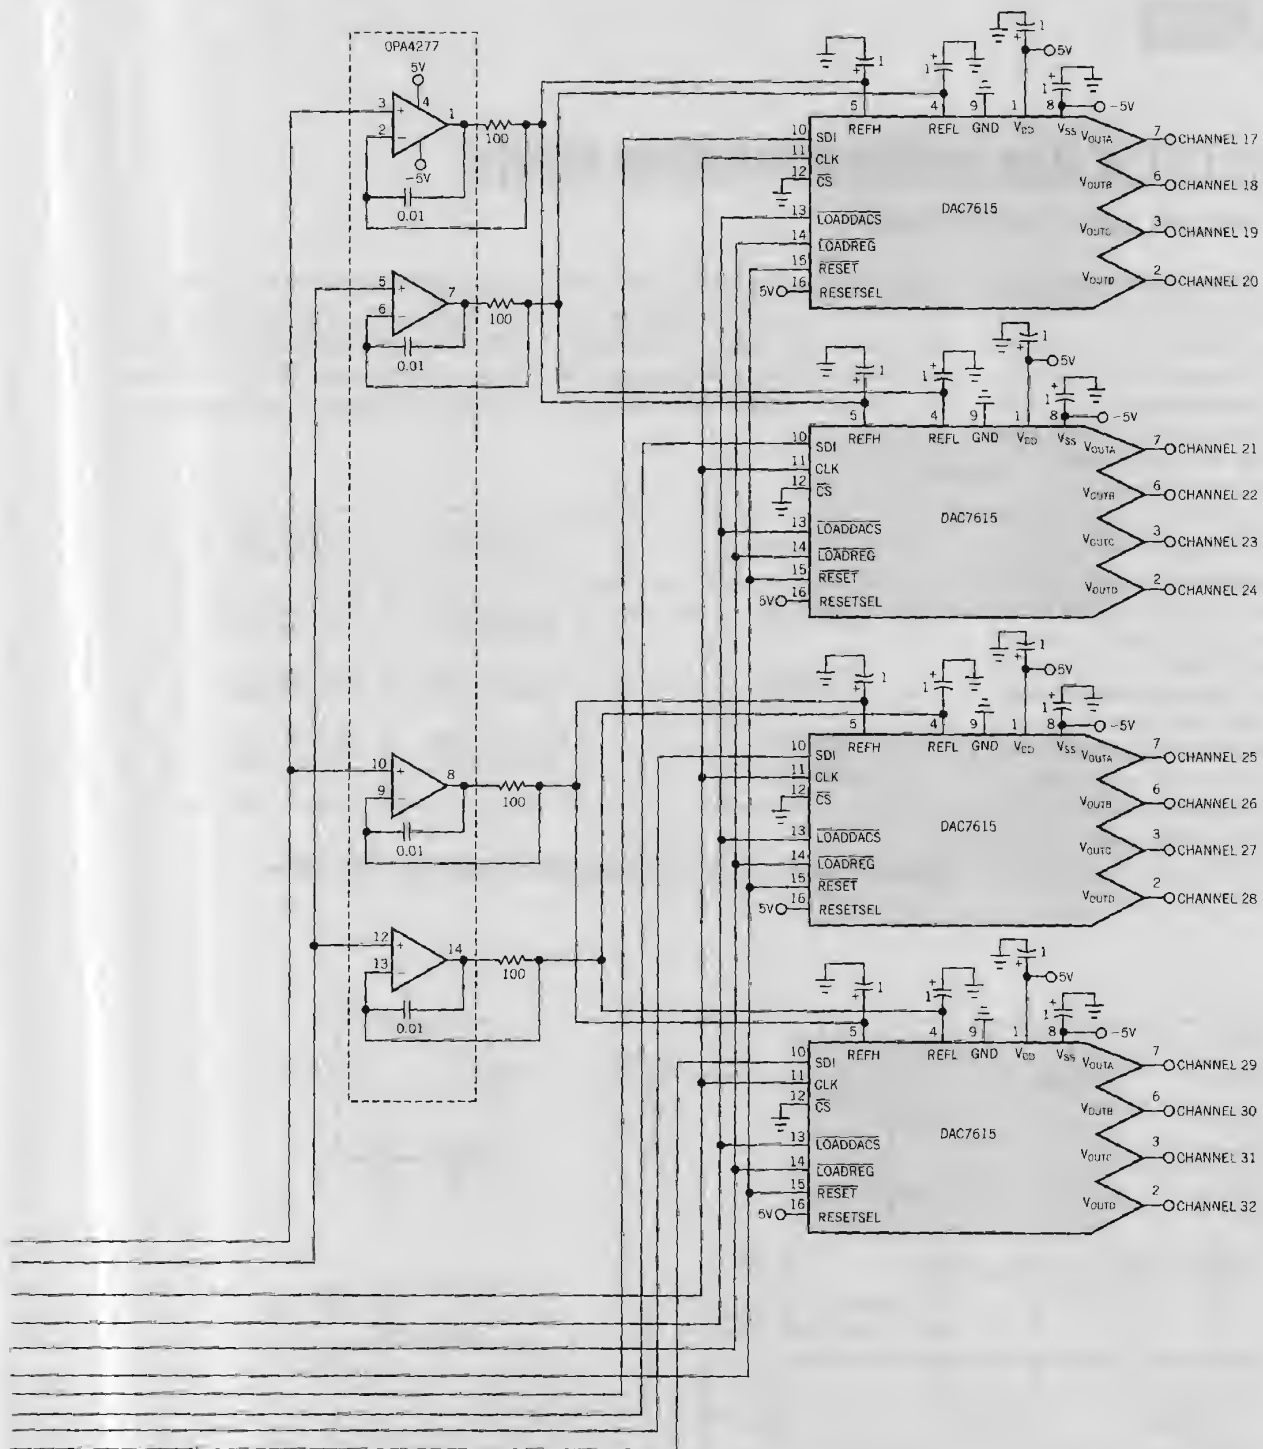 OPA4277
5V
3
+
4
1
2
−
100
-5V
0.01
5
+
7
6
−
100
0.01
10
+
8
9
−
100
0.01
12
+
14
13
−
100
0.01
1
+
1
+
1
+
5V
1
+
-5V
5
4
9
1
8
REFH
REFL
GND
VDD
VSS
10
SDI
11
CLK
12
CS
13
LOADDACS
14
LOADREG
15
RESET
5V
16
RESETSEL
DAC7615
VOUTA
7
CHANNEL 17
VOUTB
6
CHANNEL 18
VOUTC
3
CHANNEL 19
VOUTD
2
CHANNEL 20
1
+
1
+
1
+
5V
1
+
-5V
5
4
9
1
8
REFH
REFL
GND
VDD
VSS
10
SDI
11
CLK
12
CS
13
LOADDACS
14
LOADREG
15
RESET
5V
16
RESETSEL
DAC7615
VOUTA
7
CHANNEL 21
VOUTB
6
CHANNEL 22
VOUTC
3
CHANNEL 23
VOUTD
2
CHANNEL 24
1
+
1
+
1
+
5V
1
+
-5V
5
4
9
1
8
REFH
REFL
GND
VDD
VSS
10
SDI
11
CLK
12
CS
13
LOADDACS
14
LOADREG
15
RESET
5V
16
RESETSEL
DAC7615
VOUTA
7
CHANNEL 25
VOUTB
6
CHANNEL 26
VOUTC
3
CHANNEL 27
VOUTD
2
CHANNEL 28
1
+
1
+
1
+
5V
1
+
-5V
5
4
9
1
8
REFH
REFL
GND
VDD
VSS
10
SDI
11
CLK
12
CS
13
LOADDACS
14
LOADREG
15
RESET
5V
16
RESETSEL
DAC7615
VOUTA
7
CHANNEL 29
VOUTB
6
CHANNEL 30
VOUTC
3
CHANNEL 31
VOUTD
2
CHANNEL 32